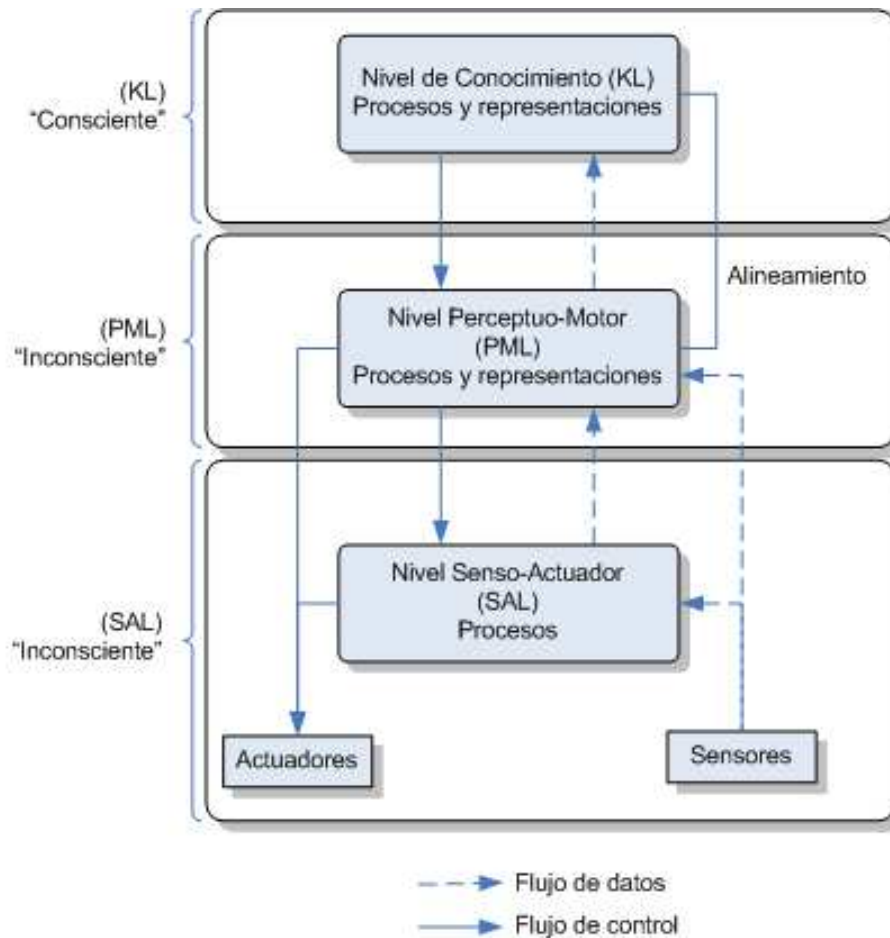 (KL)
“Consciente”
Nivel de Conocimiento (KL)
Procesos y representaciones
Alineamiento
(PML)
“Inconsciente”
Nivel Perceptuo-Motor
(PML)
Procesos y representaciones
(SAL)
“Inconsciente”
Nivel Senso-Actuador
(SAL)
Procesos
Actuadores
Sensores
Flujo de datos
Flujo de control